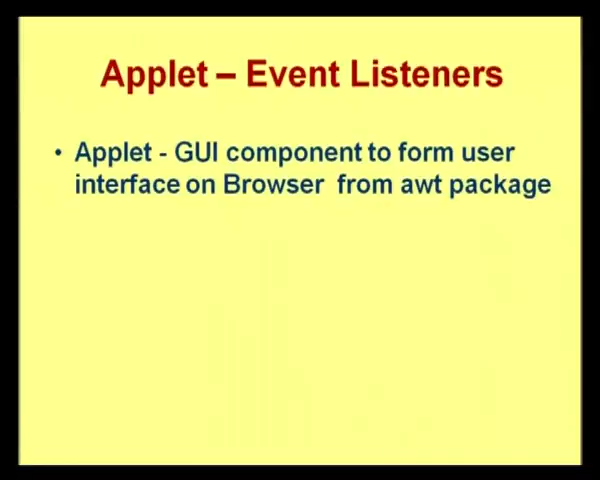 Applet – Event Listeners
• Applet - GUI component to form user
interface on Browser from awt package